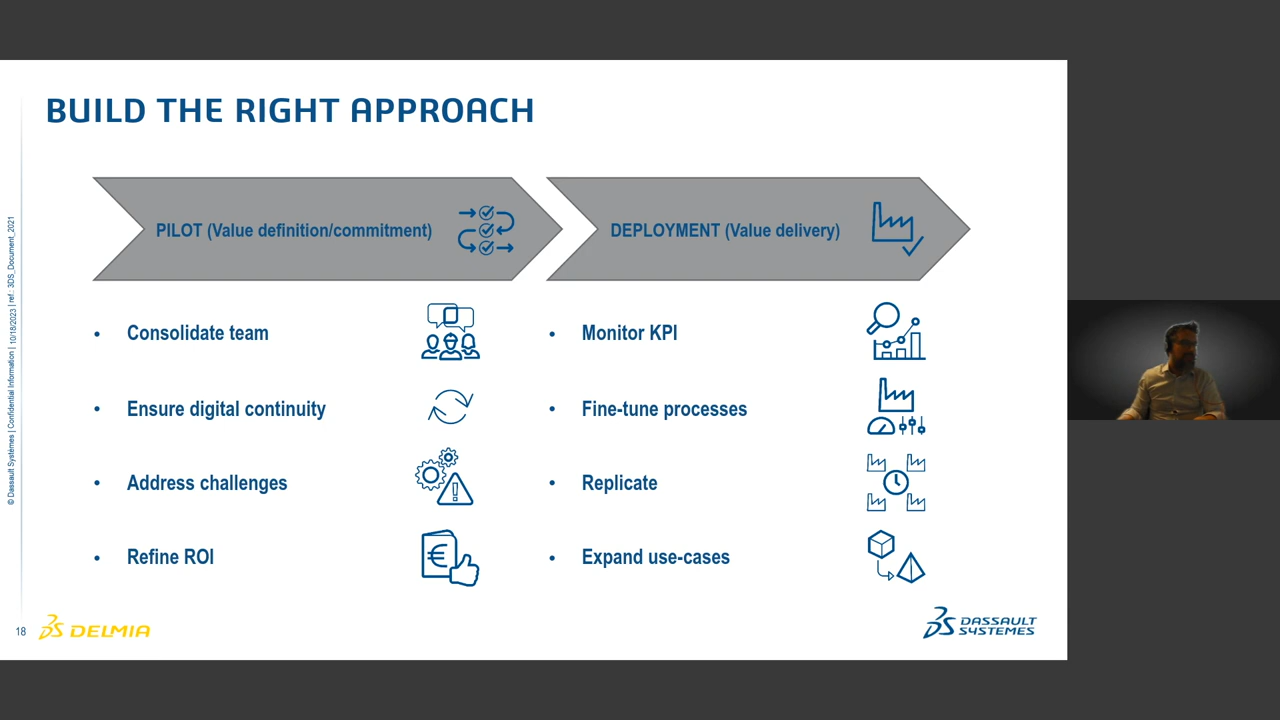 BUILD THE RIGHT APPROACH
PILOT (Value definition/commitment)
DEPLOYMENT (Value delivery)
• Consolidate team
• Ensure digital continuity
• Address challenges
• Refine ROI
• Monitor KPI
• Fine-tune processes
• Replicate
• Expand use-cases
© Dassault Systèmes | Confidential Information | 10/18/2023 | ref.: 3DS_Document_2021
18
3DS DELMIA
3DS DASSAULT
SYSTEMES